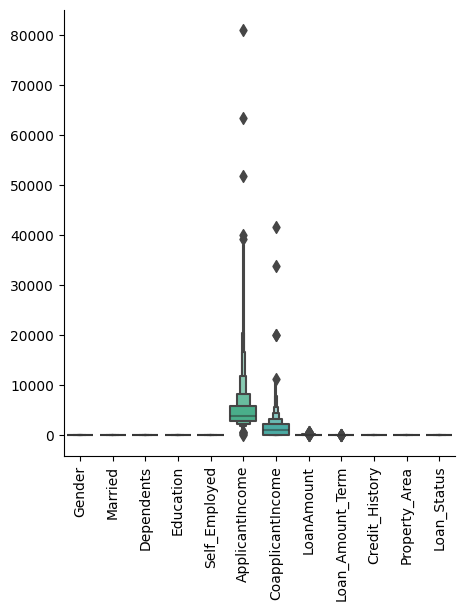 80000
70000
60000
50000
40000
30000
20000
10000
0
Gender
Married
Dependents
Education
Self_Employed
ApplicantIncome
CoapplicantIncome
LoanAmount
Loan_Amount_Term
Credit_History
Property_Area
Loan_Status